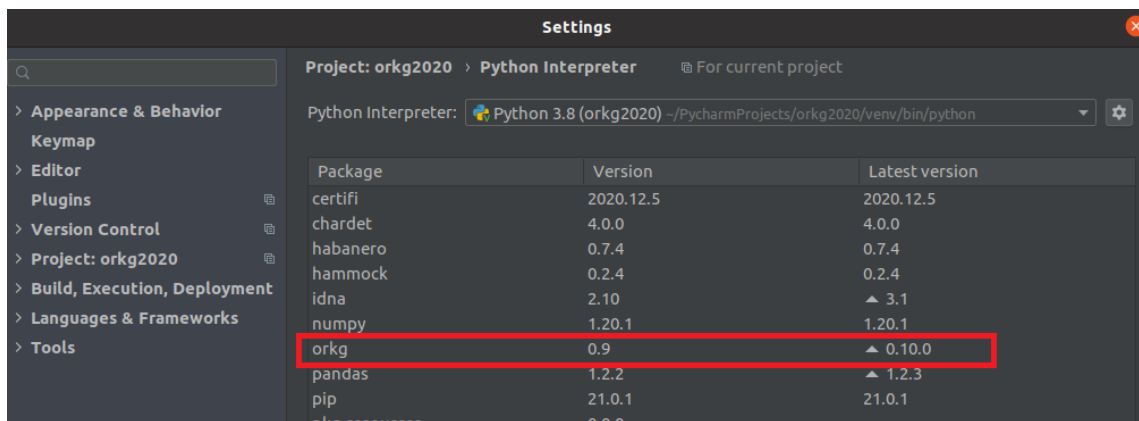 Settings
Project: orkg2020 › Python Interpreter For current project
Python Interpreter: Python 3.8 (orkg2020) ~/PycharmProjects/orkg2020/venv/bin/python
Appearance & Behavior
Keymap
Editor
Plugins
Version Control
Project: orkg2020
Build, Execution, Deployment
Languages & Frameworks
Tools
Package Version Latest version
certifi 2020.12.5 2020.12.5
chardet 4.0.0 4.0.0
habanero 0.7.4 0.7.4
hammock 0.2.4 0.2.4
idna 2.10 ▲ 3.1
numpy 1.20.1 1.20.1
orkg 0.9 ▲ 0.10.0
pandas 1.2.2 ▲ 1.2.3
pip 21.0.1 21.0.1